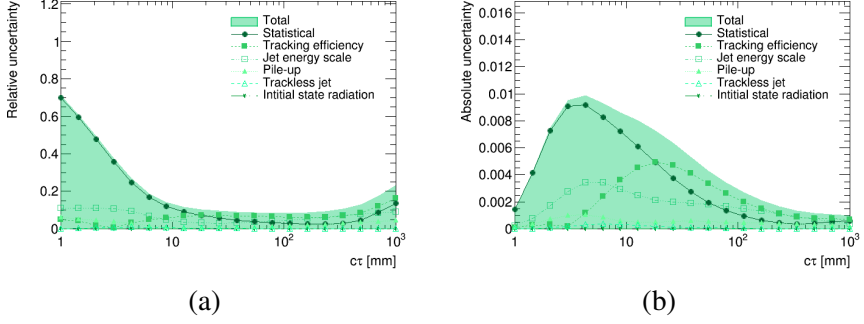 Relative uncertainty
1.2
1
0.8
0.6
0.4
0.2
0
Total
Statistical
Tracking efficiency
Jet energy scale
Pile-up
Trackless jet
Intitial state radiation
1 10 10² 10³
cτ [mm]
(a)
Absolute uncertainty
0.016
0.014
0.012
0.01
0.008
0.006
0.004
0.002
0
Total
Statistical
Tracking efficiency
Jet energy scale
Pile-up
Trackless jet
Intitial state radiation
1 10 10² 10³
cτ [mm]
(b)